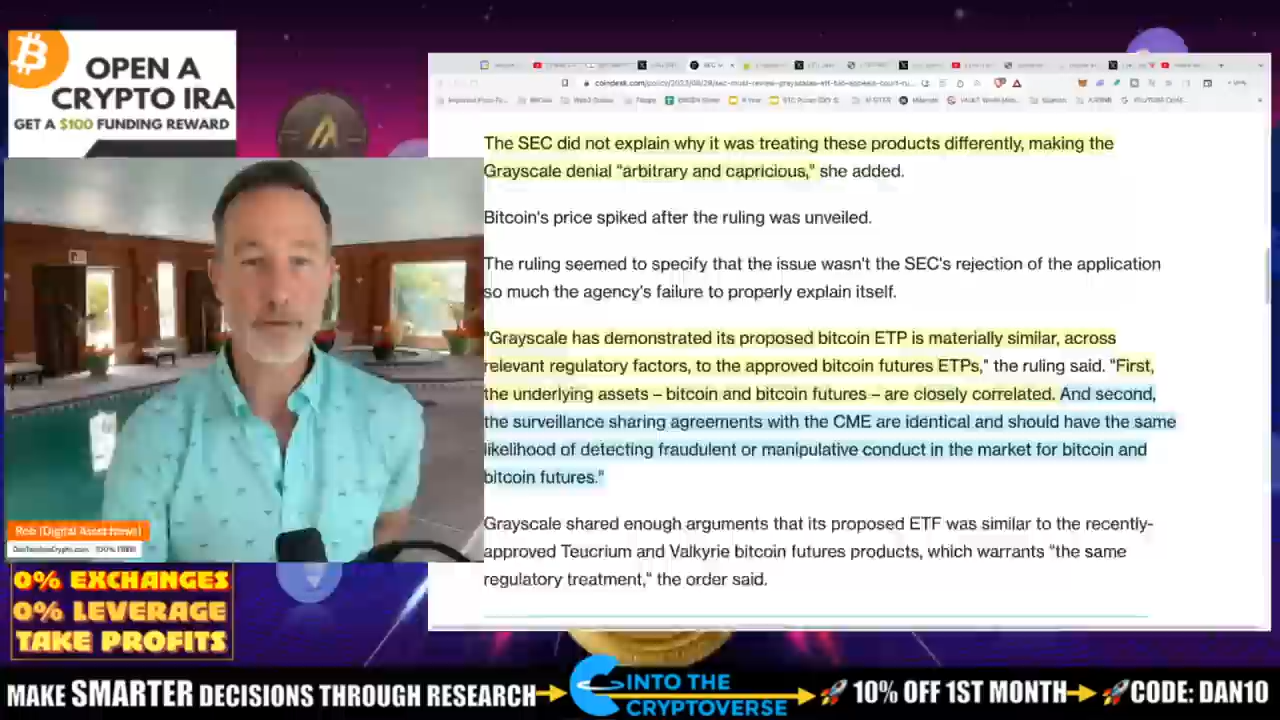 OPEN A
CRYPTO IRA
GET A $100 FUNDING REWARD
Rob (Digital Asset News)
DanTeachesCrypto.com 100% FREE!
0% EXCHANGES
0% LEVERAGE
TAKE PROFITS
The SEC did not explain why it was treating these products differently, making the
Grayscale denial "arbitrary and capricious," she added.
Bitcoin's price spiked after the ruling was unveiled.
The ruling seemed to specify that the issue wasn't the SEC's rejection of the application
so much the agency's failure to properly explain itself.
"Grayscale has demonstrated its proposed bitcoin ETP is materially similar, across
relevant regulatory factors, to the approved bitcoin futures ETPs," the ruling said. "First,
the underlying assets – bitcoin and bitcoin futures – are closely correlated. And second,
the surveillance sharing agreements with the CME are identical and should have the same
likelihood of detecting fraudulent or manipulative conduct in the market for bitcoin and
bitcoin futures."
Grayscale shared enough arguments that its proposed ETF was similar to the recently-
approved Teucrium and Valkyrie bitcoin futures products, which warrants "the same
regulatory treatment," the order said.
MAKE SMARTER DECISIONS THROUGH RESEARCH
INTO THE
CRYPTOVERSE
10% OFF 1ST MONTH
CODE: DAN10